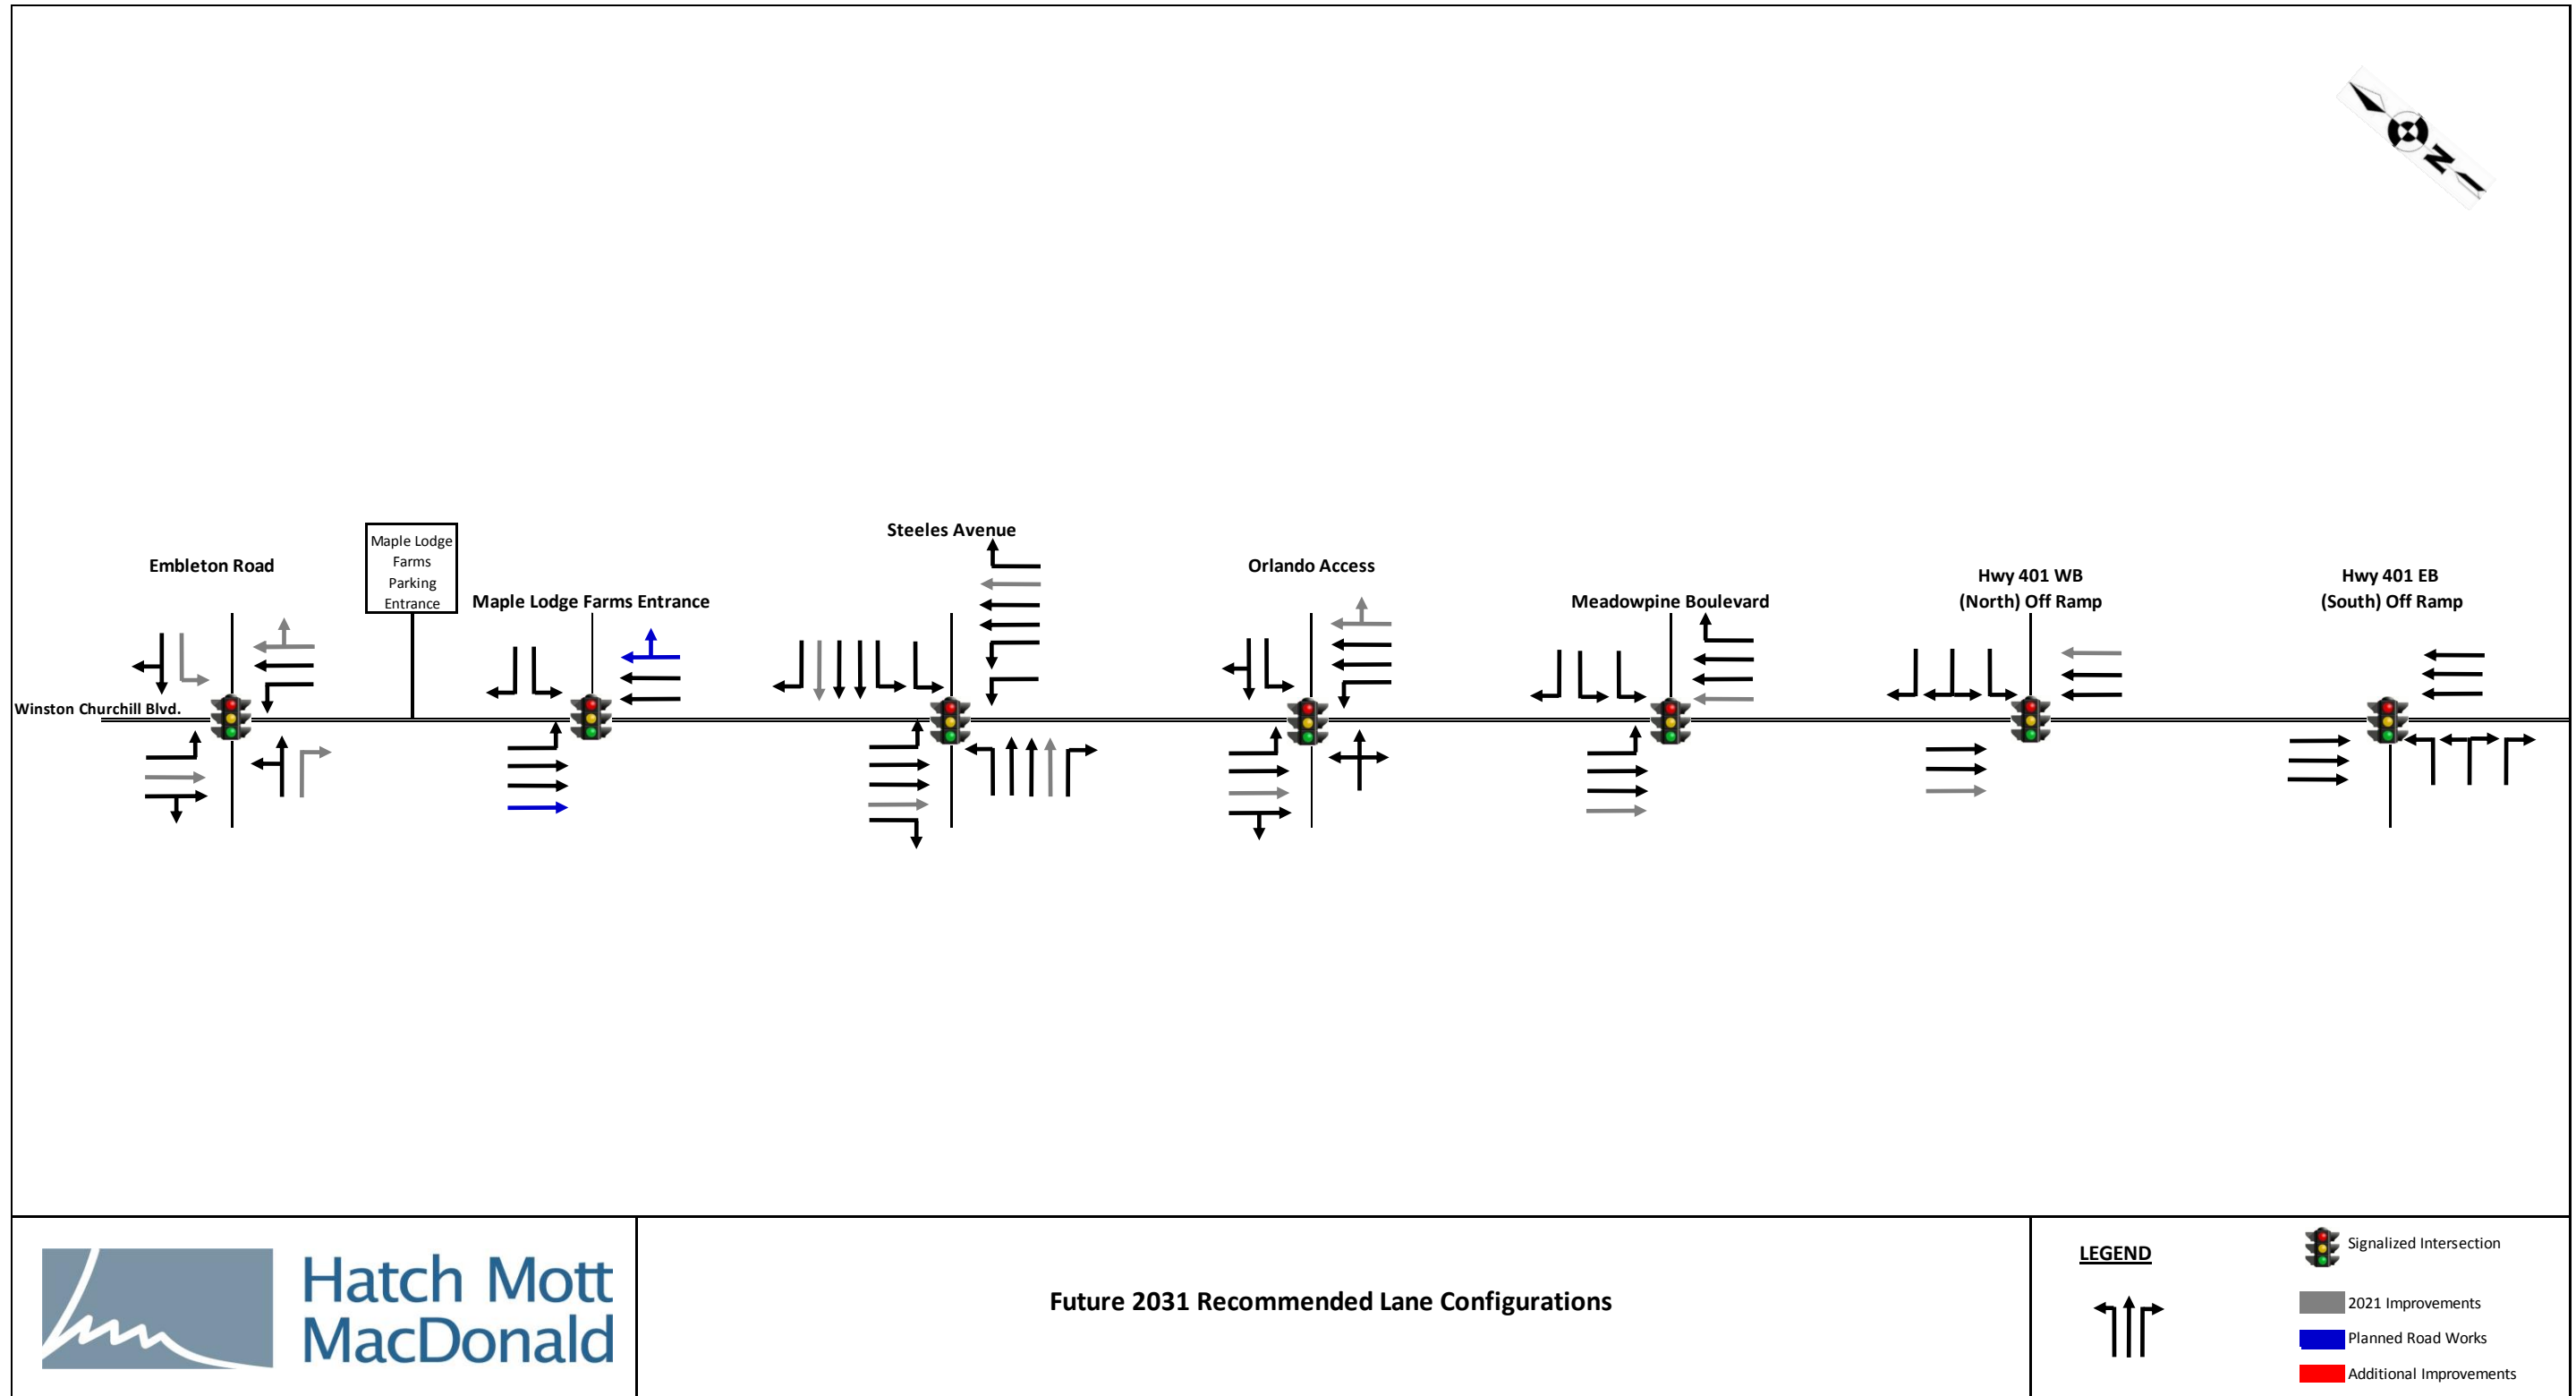 N
Steeles Avenue
Embleton Road
Maple Lodge
Farms
Parking
Entrance
Maple Lodge Farms Entrance
Orlando Access
Meadowpine Boulevard
Hwy 401 WB
(North) Off Ramp
Hwy 401 EB
(South) Off Ramp
Winston Churchill Blvd.
Hatch Mott
MacDonald
Future 2031 Recommended Lane Configurations
LEGEND
Signalized Intersection
2021 Improvements
Planned Road Works
Additional Improvements